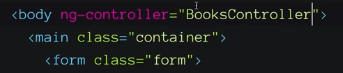 <body ng-controller="BooksController">
<main class="container">
<form class="form">